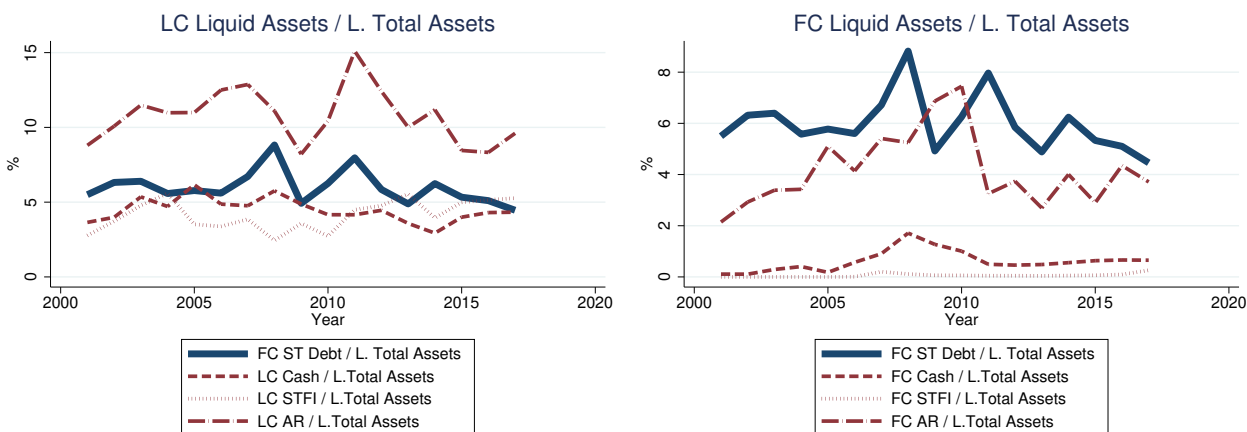 LC Liquid Assets / L. Total Assets
%
15
10
5
0
2000
2005
2010
2015
2020
Year
FC ST Debt / L. Total Assets
LC Cash / L.Total Assets
LC STFI / L.Total Assets
LC AR / L.Total Assets
FC Liquid Assets / L. Total Assets
%
8
6
4
2
0
2000
2005
2010
2015
2020
Year
FC ST Debt / L. Total Assets
FC Cash / L.Total Assets
FC STFI / L.Total Assets
FC AR / L.Total Assets